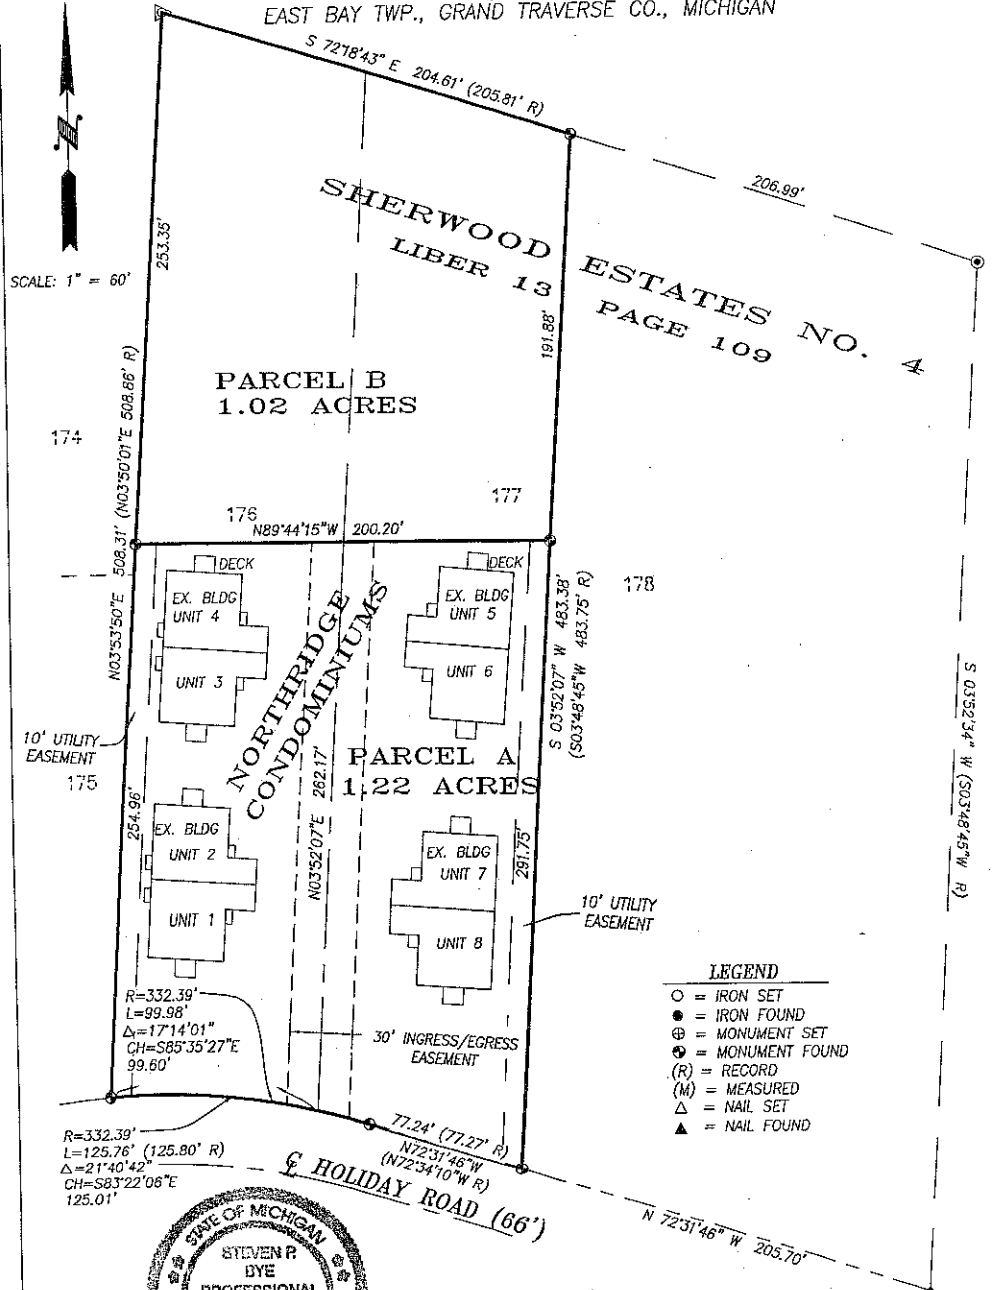 EAST BAY TWP., GRAND TRAVERSE CO., MICHIGAN
S 72°18'43" E 204.61' (205.81' R)
206.99'
N
SCALE: 1" = 60'
253.35'
SHERWOOD ESTATES NO. 4
LIBER 13 PAGE 109
191.88'
PARCEL B
1.02 ACRES
174
N03°53'50"E 508.31' (N03°50'01"E 508.86' R)
176
177
N89°44'15"W 200.20'
178
DECK
EX. BLDG
UNIT 4
UNIT 3
DECK
EX. BLDG
UNIT 5
UNIT 6
NORTHRIDGE
CONDOMINIUMS
S 03°52'07" W 483.38'
(S03°48'45"W 483.75' R)
S 03°52'34" W (S03°48'45"W R)
10' UTILITY
EASEMENT
175
PARCEL A
1.22 ACRES
254.96'
N03°52'07"E 262.17'
291.75'
EX. BLDG
UNIT 2
UNIT 1
EX. BLDG
UNIT 7
UNIT 8
10' UTILITY
EASEMENT
R=332.39'
L=99.98'
Δ=17°14'01"
CH=S85°35'27"E
99.60'
30' INGRESS/EGRESS
EASEMENT
LEGEND
○ = IRON SET
● = IRON FOUND
⊕ = MONUMENT SET
= MONUMENT FOUND
(R) = RECORD
(M) = MEASURED
△ = NAIL SET
▲ = NAIL FOUND
R=332.39'
L=125.76' (125.80' R)
Δ=21°40'42"
CH=S83°22'06"E
125.01'
77.24' (77.27' R)
N72°31'46"W
(N72°34'10"W R)
℄ HOLIDAY ROAD (66')
N 72°31'46" W 205.70'
STATE OF MICHIGAN
STEVEN P.
BYE
PROFESSIONAL